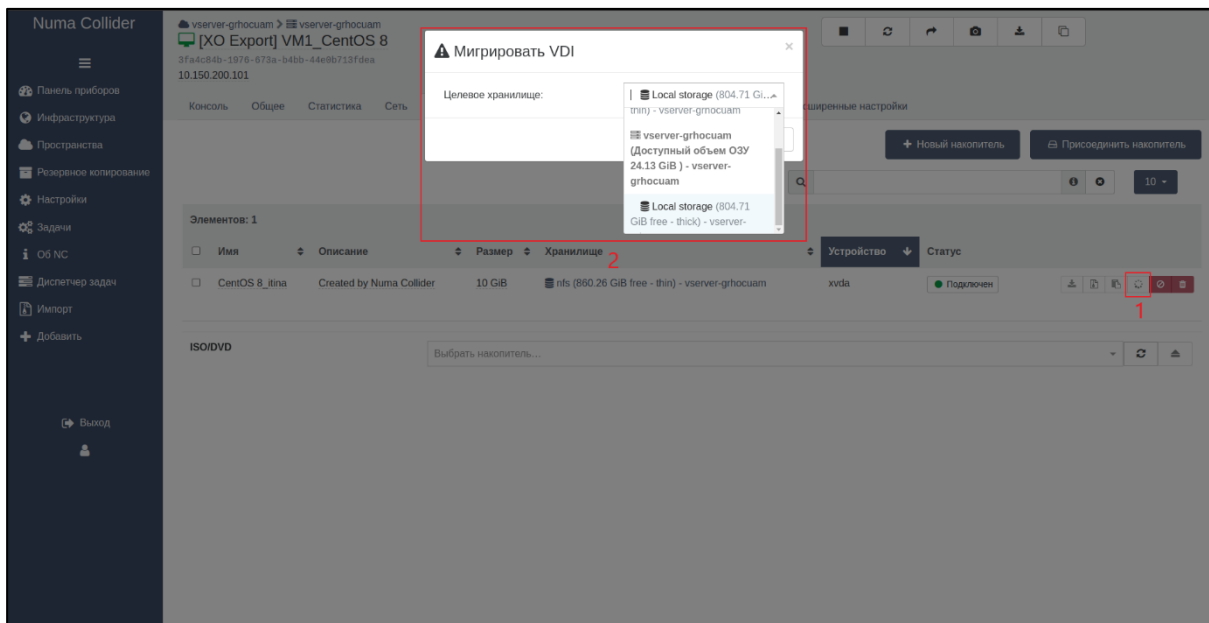 Numa Collider
vserver-grhocuam > vserver-grhocuam
[XO Export] VM1_CentOS 8
3fa4c84b-1976-673a-b4bb-44e0b713fdea
10.150.200.101
Консоль Общее Статистика Сеть
сширенные настройки
Панель приборов
Инфраструктура
Пространства
Резервное копирование
Настройки
Задачи
Об NC
Диспетчер задач
Импорт
Добавить
Выход
Мигрировать VDI
×
Целевое хранилище:
Local storage (804.71 Gi...
thin) - vserver-grhocuam
vserver-grhocuam
(Доступный объем ОЗУ
24.13 GiB ) - vserver-
grhocuam
Local storage (804.71
GiB free - thick) - vserver-
2
Новый накопитель
Присоединить накопитель
10
Элементов: 1
Имя Описание Размер Хранилище Устройство Статус
CentOS 8_itina Created by Numa Collider 10 GiB nfs (860.26 GiB free - thin) - vserver-grhocuam xvda Подключен
1
ISO/DVD
Выбрать накопитель...